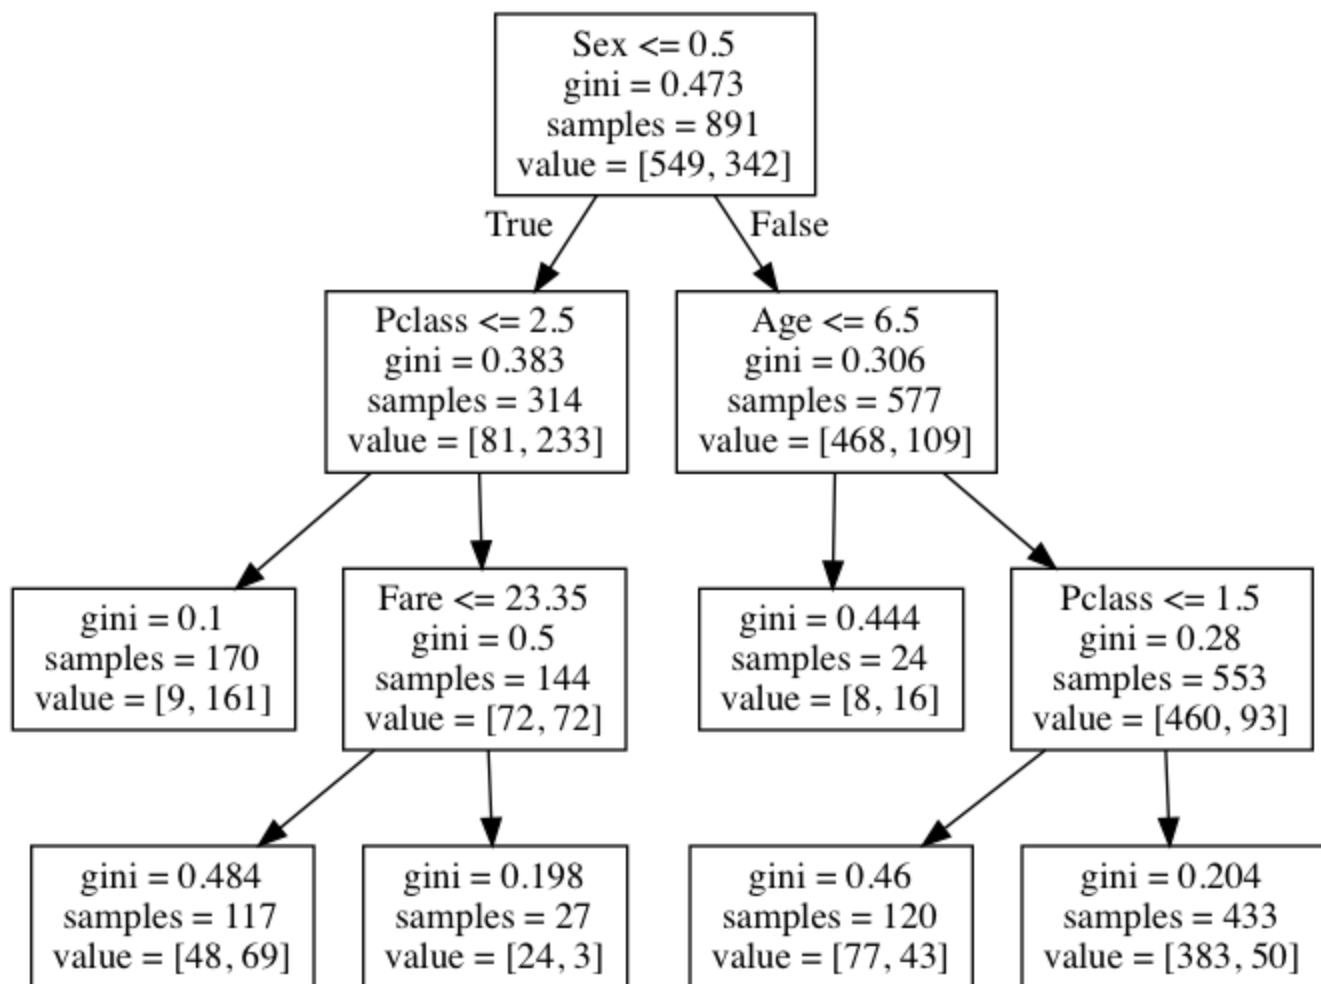 Sex <= 0.5
gini = 0.473
samples = 891
value = [549, 342]
True
False
Pclass <= 2.5
gini = 0.383
samples = 314
value = [81, 233]
Age <= 6.5
gini = 0.306
samples = 577
value = [468, 109]
gini = 0.1
samples = 170
value = [9, 161]
Fare <= 23.35
gini = 0.5
samples = 144
value = [72, 72]
gini = 0.444
samples = 24
value = [8, 16]
Pclass <= 1.5
gini = 0.28
samples = 553
value = [460, 93]
gini = 0.484
samples = 117
value = [48, 69]
gini = 0.198
samples = 27
value = [24, 3]
gini = 0.46
samples = 120
value = [77, 43]
gini = 0.204
samples = 433
value = [383, 50]